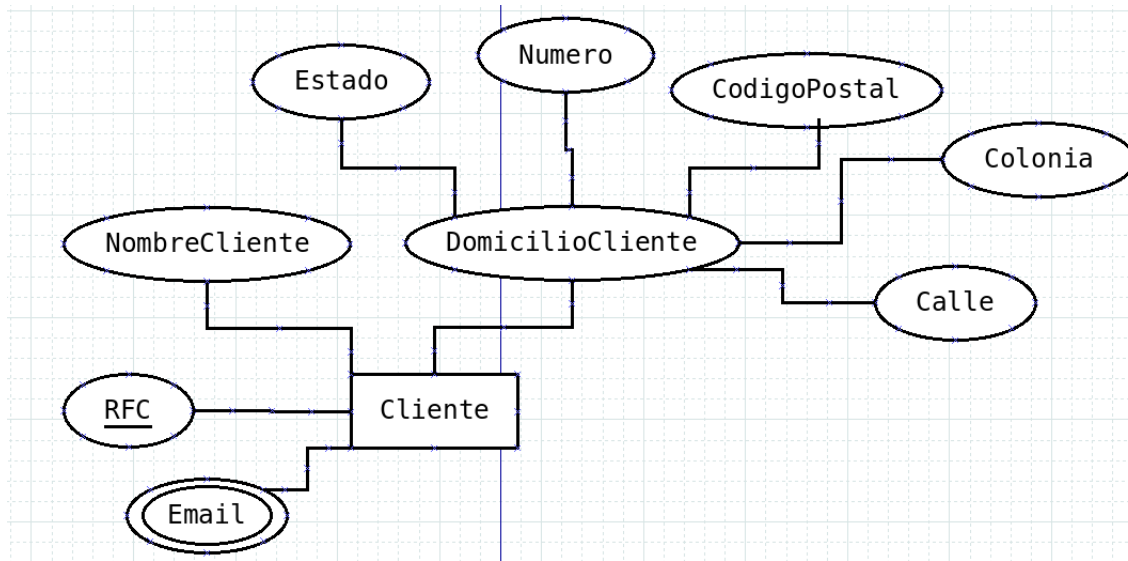 Numero
Estado
CodigoPostal
Colonia
NombreCliente
DomicilioCliente
Calle
RFC
Cliente
Email